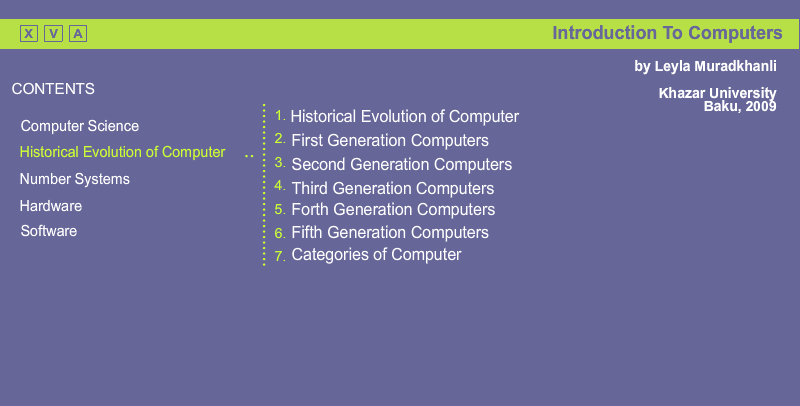 X V A
Introduction To Computers
by Leyla Muradkhanli
Khazar University
Baku, 2009
CONTENTS
Computer Science
Historical Evolution of Computer ..
Number Systems
Hardware
Software
1. Historical Evolution of Computer
2. First Generation Computers
3. Second Generation Computers
4. Third Generation Computers
5. Forth Generation Computers
6. Fifth Generation Computers
7. Categories of Computer